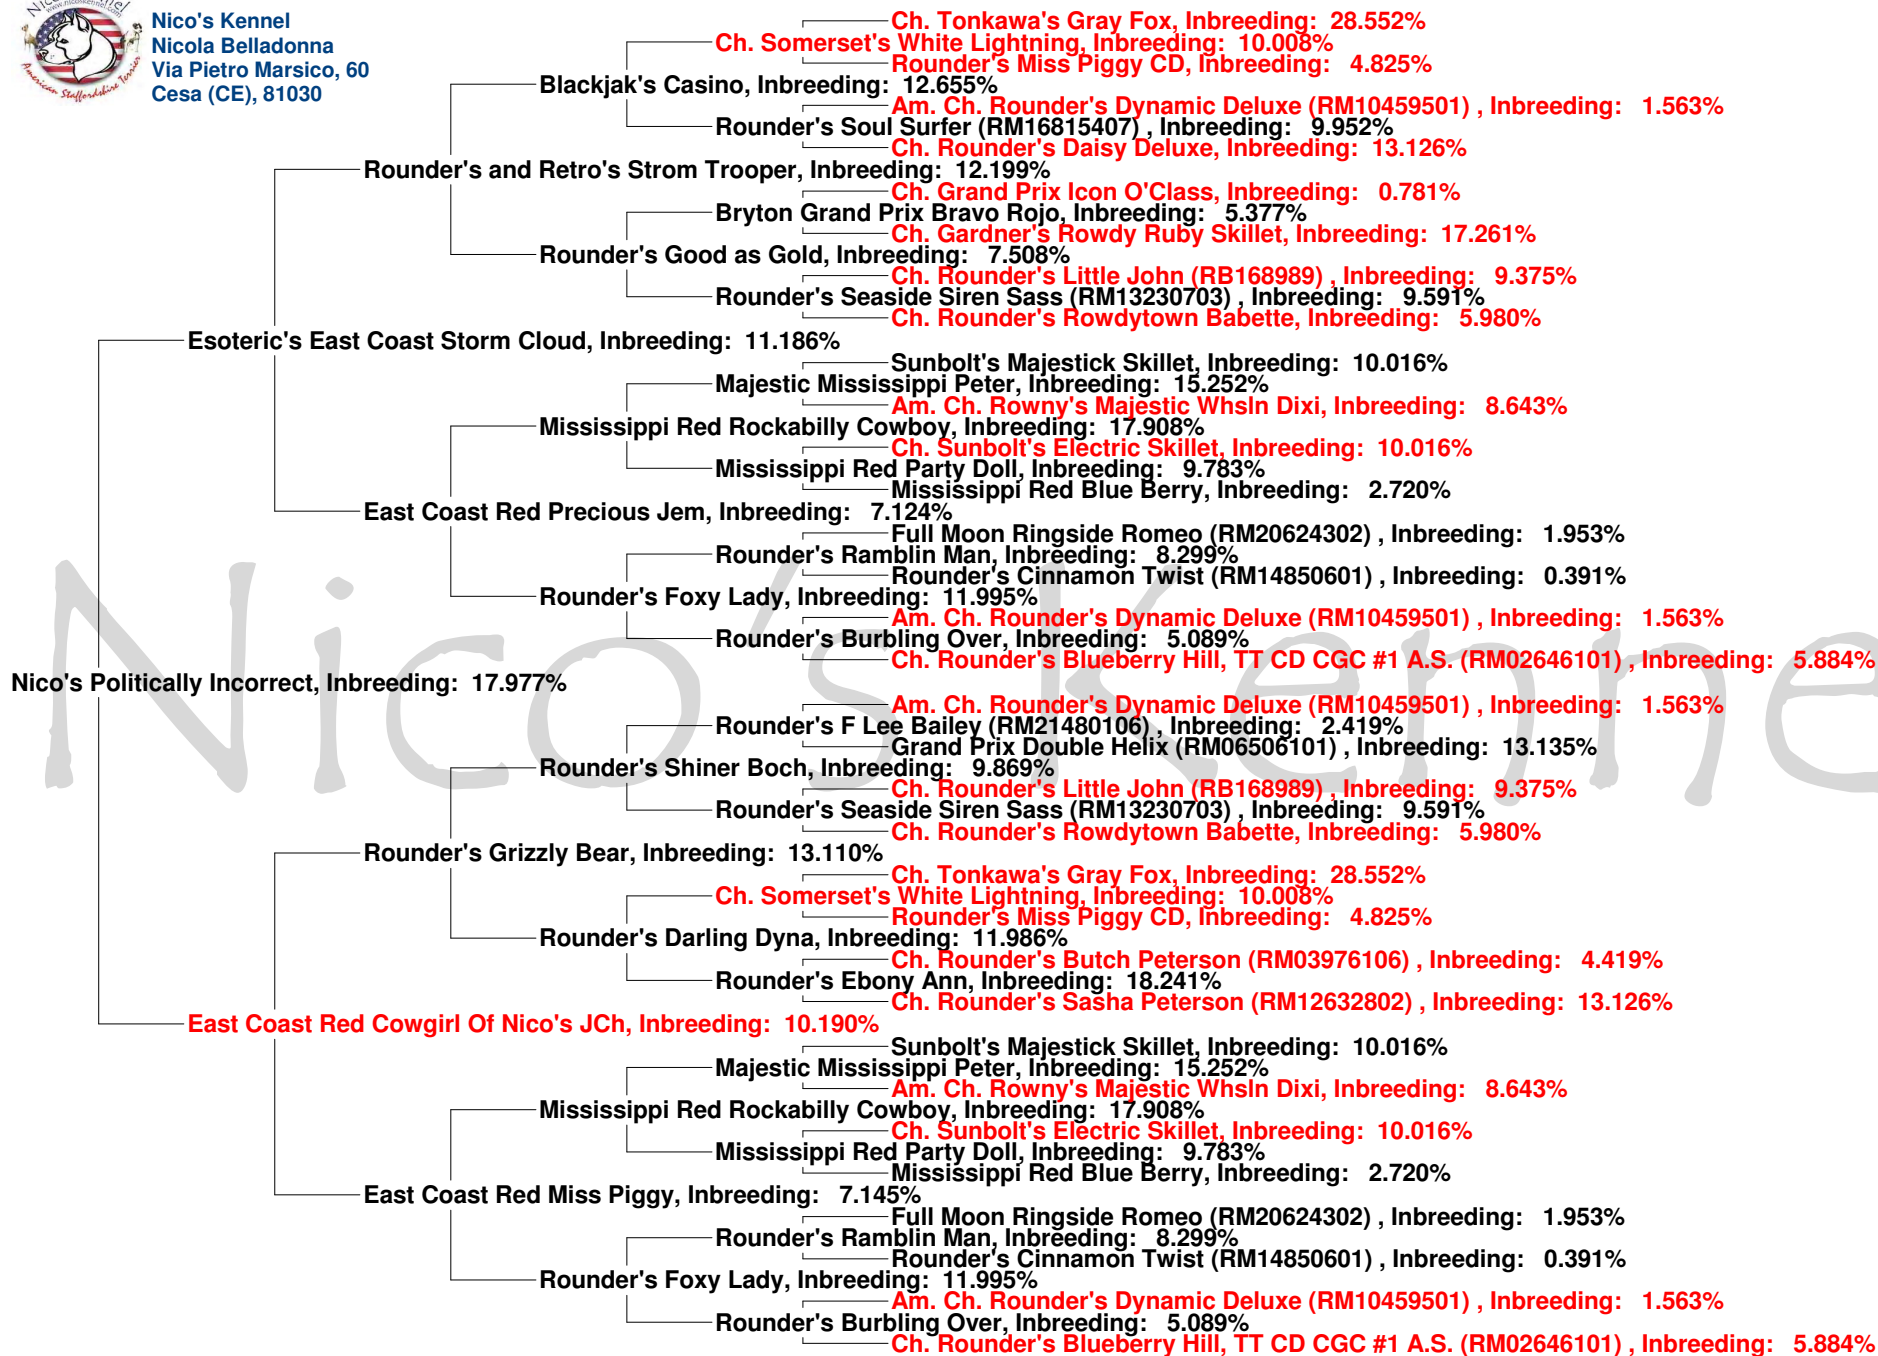 Nico's Kennel
www.nicoskennel.com
American Staffordshire Terrier
Nico's Kennel
Nicola Belladonna
Via Pietro Marsico, 60
Cesa (CE), 81030
Ch. Tonkawa's Gray Fox, Inbreeding: 28.552%
Ch. Somerset's White Lightning, Inbreeding: 10.008%
Rounder's Miss Piggy CD, Inbreeding: 4.825%
Blackjak's Casino, Inbreeding: 12.655%
Am. Ch. Rounder's Dynamic Deluxe (RM10459501) , Inbreeding: 1.563%
Rounder's Soul Surfer (RM16815407) , Inbreeding: 9.952%
Ch. Rounder's Daisy Deluxe, Inbreeding: 13.126%
Rounder's and Retro's Strom Trooper, Inbreeding: 12.199%
Ch. Grand Prix Icon O'Class, Inbreeding: 0.781%
Bryton Grand Prix Bravo Rojo, Inbreeding: 5.377%
Ch. Gardner's Rowdy Ruby Skillet, Inbreeding: 17.261%
Rounder's Good as Gold, Inbreeding: 7.508%
Ch. Rounder's Little John (RB168989) , Inbreeding: 9.375%
Rounder's Seaside Siren Sass (RM13230703) , Inbreeding: 9.591%
Ch. Rounder's Rowdytown Babette, Inbreeding: 5.980%
Esoteric's East Coast Storm Cloud, Inbreeding: 11.186%
Sunbolt's Majestick Skillet, Inbreeding: 10.016%
Majestic Mississippi Peter, Inbreeding: 15.252%
Am. Ch. Rowny's Majestic Whsln Dixi, Inbreeding: 8.643%
Mississippi Red Rockabilly Cowboy, Inbreeding: 17.908%
Ch. Sunbolt's Electric Skillet, Inbreeding: 10.016%
Mississippi Red Party Doll, Inbreeding: 9.783%
Mississippi Red Blue Berry, Inbreeding: 2.720%
East Coast Red Precious Jem, Inbreeding: 7.124%
Full Moon Ringside Romeo (RM20624302) , Inbreeding: 1.953%
Rounder's Ramblin Man, Inbreeding: 8.299%
Rounder's Cinnamon Twist (RM14850601) , Inbreeding: 0.391%
Rounder's Foxy Lady, Inbreeding: 11.995%
Am. Ch. Rounder's Dynamic Deluxe (RM10459501) , Inbreeding: 1.563%
Rounder's Burbling Over, Inbreeding: 5.089%
Ch. Rounder's Blueberry Hill, TT CD CGC #1 A.S. (RM02646101) , Inbreeding: 5.884%
Nico's Politically Incorrect, Inbreeding: 17.977%
Nico's Kenne
Am. Ch. Rounder's Dynamic Deluxe (RM10459501) , Inbreeding: 1.563%
Rounder's F Lee Bailey (RM21480106) , Inbreeding: 2.419%
Grand Prix Double Helix (RM06506101) , Inbreeding: 13.135%
Rounder's Shiner Boch, Inbreeding: 9.869%
Ch. Rounder's Little John (RB168989) , Inbreeding: 9.375%
Rounder's Seaside Siren Sass (RM13230703) , Inbreeding: 9.591%
Ch. Rounder's Rowdytown Babette, Inbreeding: 5.980%
Rounder's Grizzly Bear, Inbreeding: 13.110%
Ch. Tonkawa's Gray Fox, Inbreeding: 28.552%
Ch. Somerset's White Lightning, Inbreeding: 10.008%
Rounder's Miss Piggy CD, Inbreeding: 4.825%
Rounder's Darling Dyna, Inbreeding: 11.986%
Ch. Rounder's Butch Peterson (RM03976106) , Inbreeding: 4.419%
Rounder's Ebony Ann, Inbreeding: 18.241%
Ch. Rounder's Sasha Peterson (RM12632802) , Inbreeding: 13.126%
East Coast Red Cowgirl Of Nico's JCh, Inbreeding: 10.190%
Sunbolt's Majestick Skillet, Inbreeding: 10.016%
Majestic Mississippi Peter, Inbreeding: 15.252%
Am. Ch. Rowny's Majestic Whsln Dixi, Inbreeding: 8.643%
Mississippi Red Rockabilly Cowboy, Inbreeding: 17.908%
Ch. Sunbolt's Electric Skillet, Inbreeding: 10.016%
Mississippi Red Party Doll, Inbreeding: 9.783%
Mississippi Red Blue Berry, Inbreeding: 2.720%
East Coast Red Miss Piggy, Inbreeding: 7.145%
Full Moon Ringside Romeo (RM20624302) , Inbreeding: 1.953%
Rounder's Ramblin Man, Inbreeding: 8.299%
Rounder's Cinnamon Twist (RM14850601) , Inbreeding: 0.391%
Rounder's Foxy Lady, Inbreeding: 11.995%
Am. Ch. Rounder's Dynamic Deluxe (RM10459501) , Inbreeding: 1.563%
Rounder's Burbling Over, Inbreeding: 5.089%
Ch. Rounder's Blueberry Hill, TT CD CGC #1 A.S. (RM02646101) , Inbreeding: 5.884%